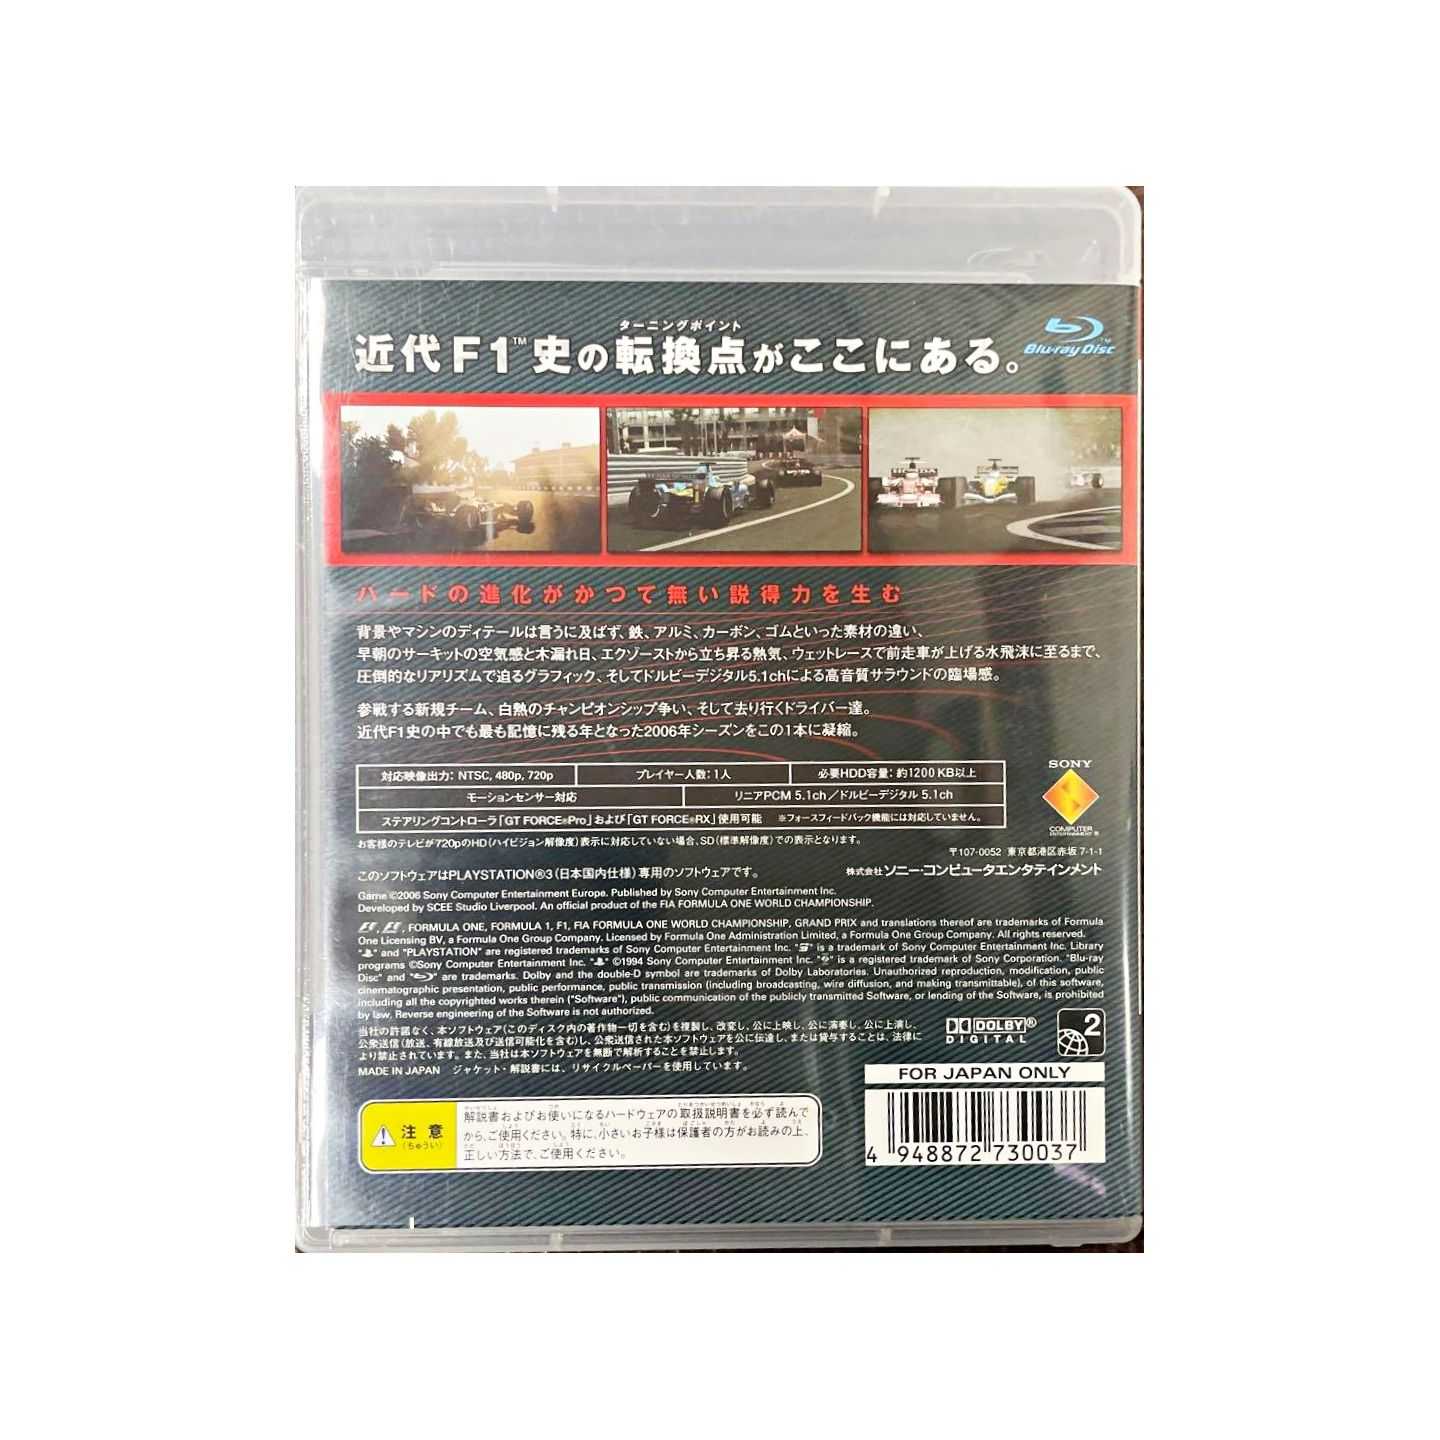 ターニングポイント
近代F1™史の転換点がここにある。
Blu-ray Disc™
HONDA
ハードの進化がかつて無い説得力を生む
背景やマシンのディテールは言うに及ばず、鉄、アルミ、カーボン、ゴムといった素材の違い、
早朝のサーキットの空気感と木漏れ日、エクゾーストから立ち昇る熱気、ウェットレースで前走車が上げる水飛沫に至るまで、
圧倒的なリアリズムで迫るグラフィック、そしてドルビーデジタル5.1chによる高音質サラウンドの臨場感。
参戦する新規チーム、白熱のチャンピオンシップ争い、そして去り行くドライバー達。
近代F1史の中でも最も記憶に残る年となった2006年シーズンをこの1本に凝縮。
対応映像出力：NTSC, 480p, 720p
プレイヤー人数：1人
必要HDD容量：約1200 KB以上
モーションセンサー対応
リニアPCM 5.1ch／ドルビーデジタル 5.1ch
ステアリングコントローラ「GT FORCE®Pro」および「GT FORCE®RX」使用可能 ※フォースフィードバック機能には対応していません。
SONY
COMPUTER
ENTERTAINMENT®
お客様のテレビが720pのHD（ハイビジョン解像度）表示に対応していない場合、SD（標準解像度）での表示となります。
〒107-0052 東京都港区赤坂 7-1-1
株式会社 ソニー・コンピュータエンタテインメント
このソフトウェアはPLAYSTATION®3（日本国内仕様）専用のソフトウェアです。
Game ©2006 Sony Computer Entertainment Europe. Published by Sony Computer Entertainment Inc.
Developed by SCEE Studio Liverpool. An official product of the FIA FORMULA ONE WORLD CHAMPIONSHIP.
F1, F1, FORMULA ONE, FORMULA 1, F1, FIA FORMULA ONE WORLD CHAMPIONSHIP, GRAND PRIX and translations thereof are trademarks of Formula
One Licensing BV, a Formula One Group Company. Licensed by Formula One Administration Limited, a Formula One Group Company. All rights reserved.
" " and "PLAYSTATION" are registered trademarks of Sony Computer Entertainment Inc. " " is a trademark of Sony Computer Entertainment Inc. Library
programs ©Sony Computer Entertainment Inc. " " ©1994 Sony Computer Entertainment Inc. " " is a registered trademark of Sony Corporation. "Blu-ray
Disc" and " " are trademarks. Dolby and the double-D symbol are trademarks of Dolby Laboratories. Unauthorized reproduction, modification, public
cinematographic presentation, public performance, public transmission (including broadcasting, wire diffusion, and making transmittable), of this software,
including all the copyrighted works therein ("Software"), public communication of the publicly transmitted Software, or lending of the Software, is prohibited
by law. Reverse engineering of the Software is not authorized.
当社の許諾なく、本ソフトウェア（このディスク内の著作物一切を含む）を複製し、改変し、公に上映し、公に演奏し、公に上演し、
公衆送信（放送、有線放送及び送信可能化を含む）し、公衆送信された本ソフトウェアを公に伝達し、または貸与することは、法律に
より禁止されています。また、当社は本ソフトウェアを無断で解析することを禁止します。
MADE IN JAPAN ジャケット・解説書には、リサイクルペーパーを使用しています。
DOLBY®
DIGITAL
2
FOR JAPAN ONLY
注意
（ちゅうい）
解説書およびお使いになるハードウェアの取扱説明書を必ず読んで
から、ご使用ください。特に、小さいお子様は保護者の方がお読みの上、
正しい方法で、ご使用ください。
4 948872 730037